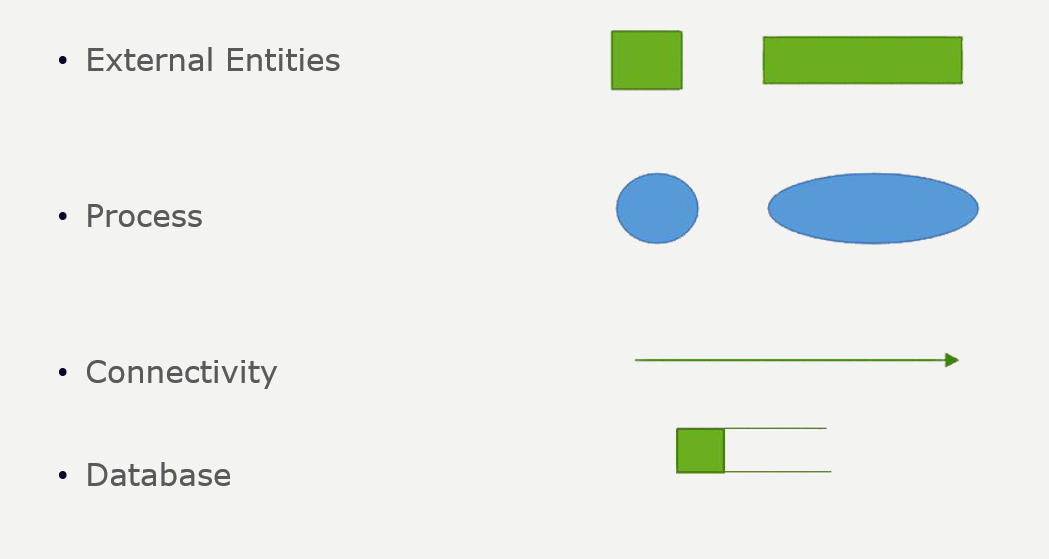 • External Entities
• Process
• Connectivity
• Database